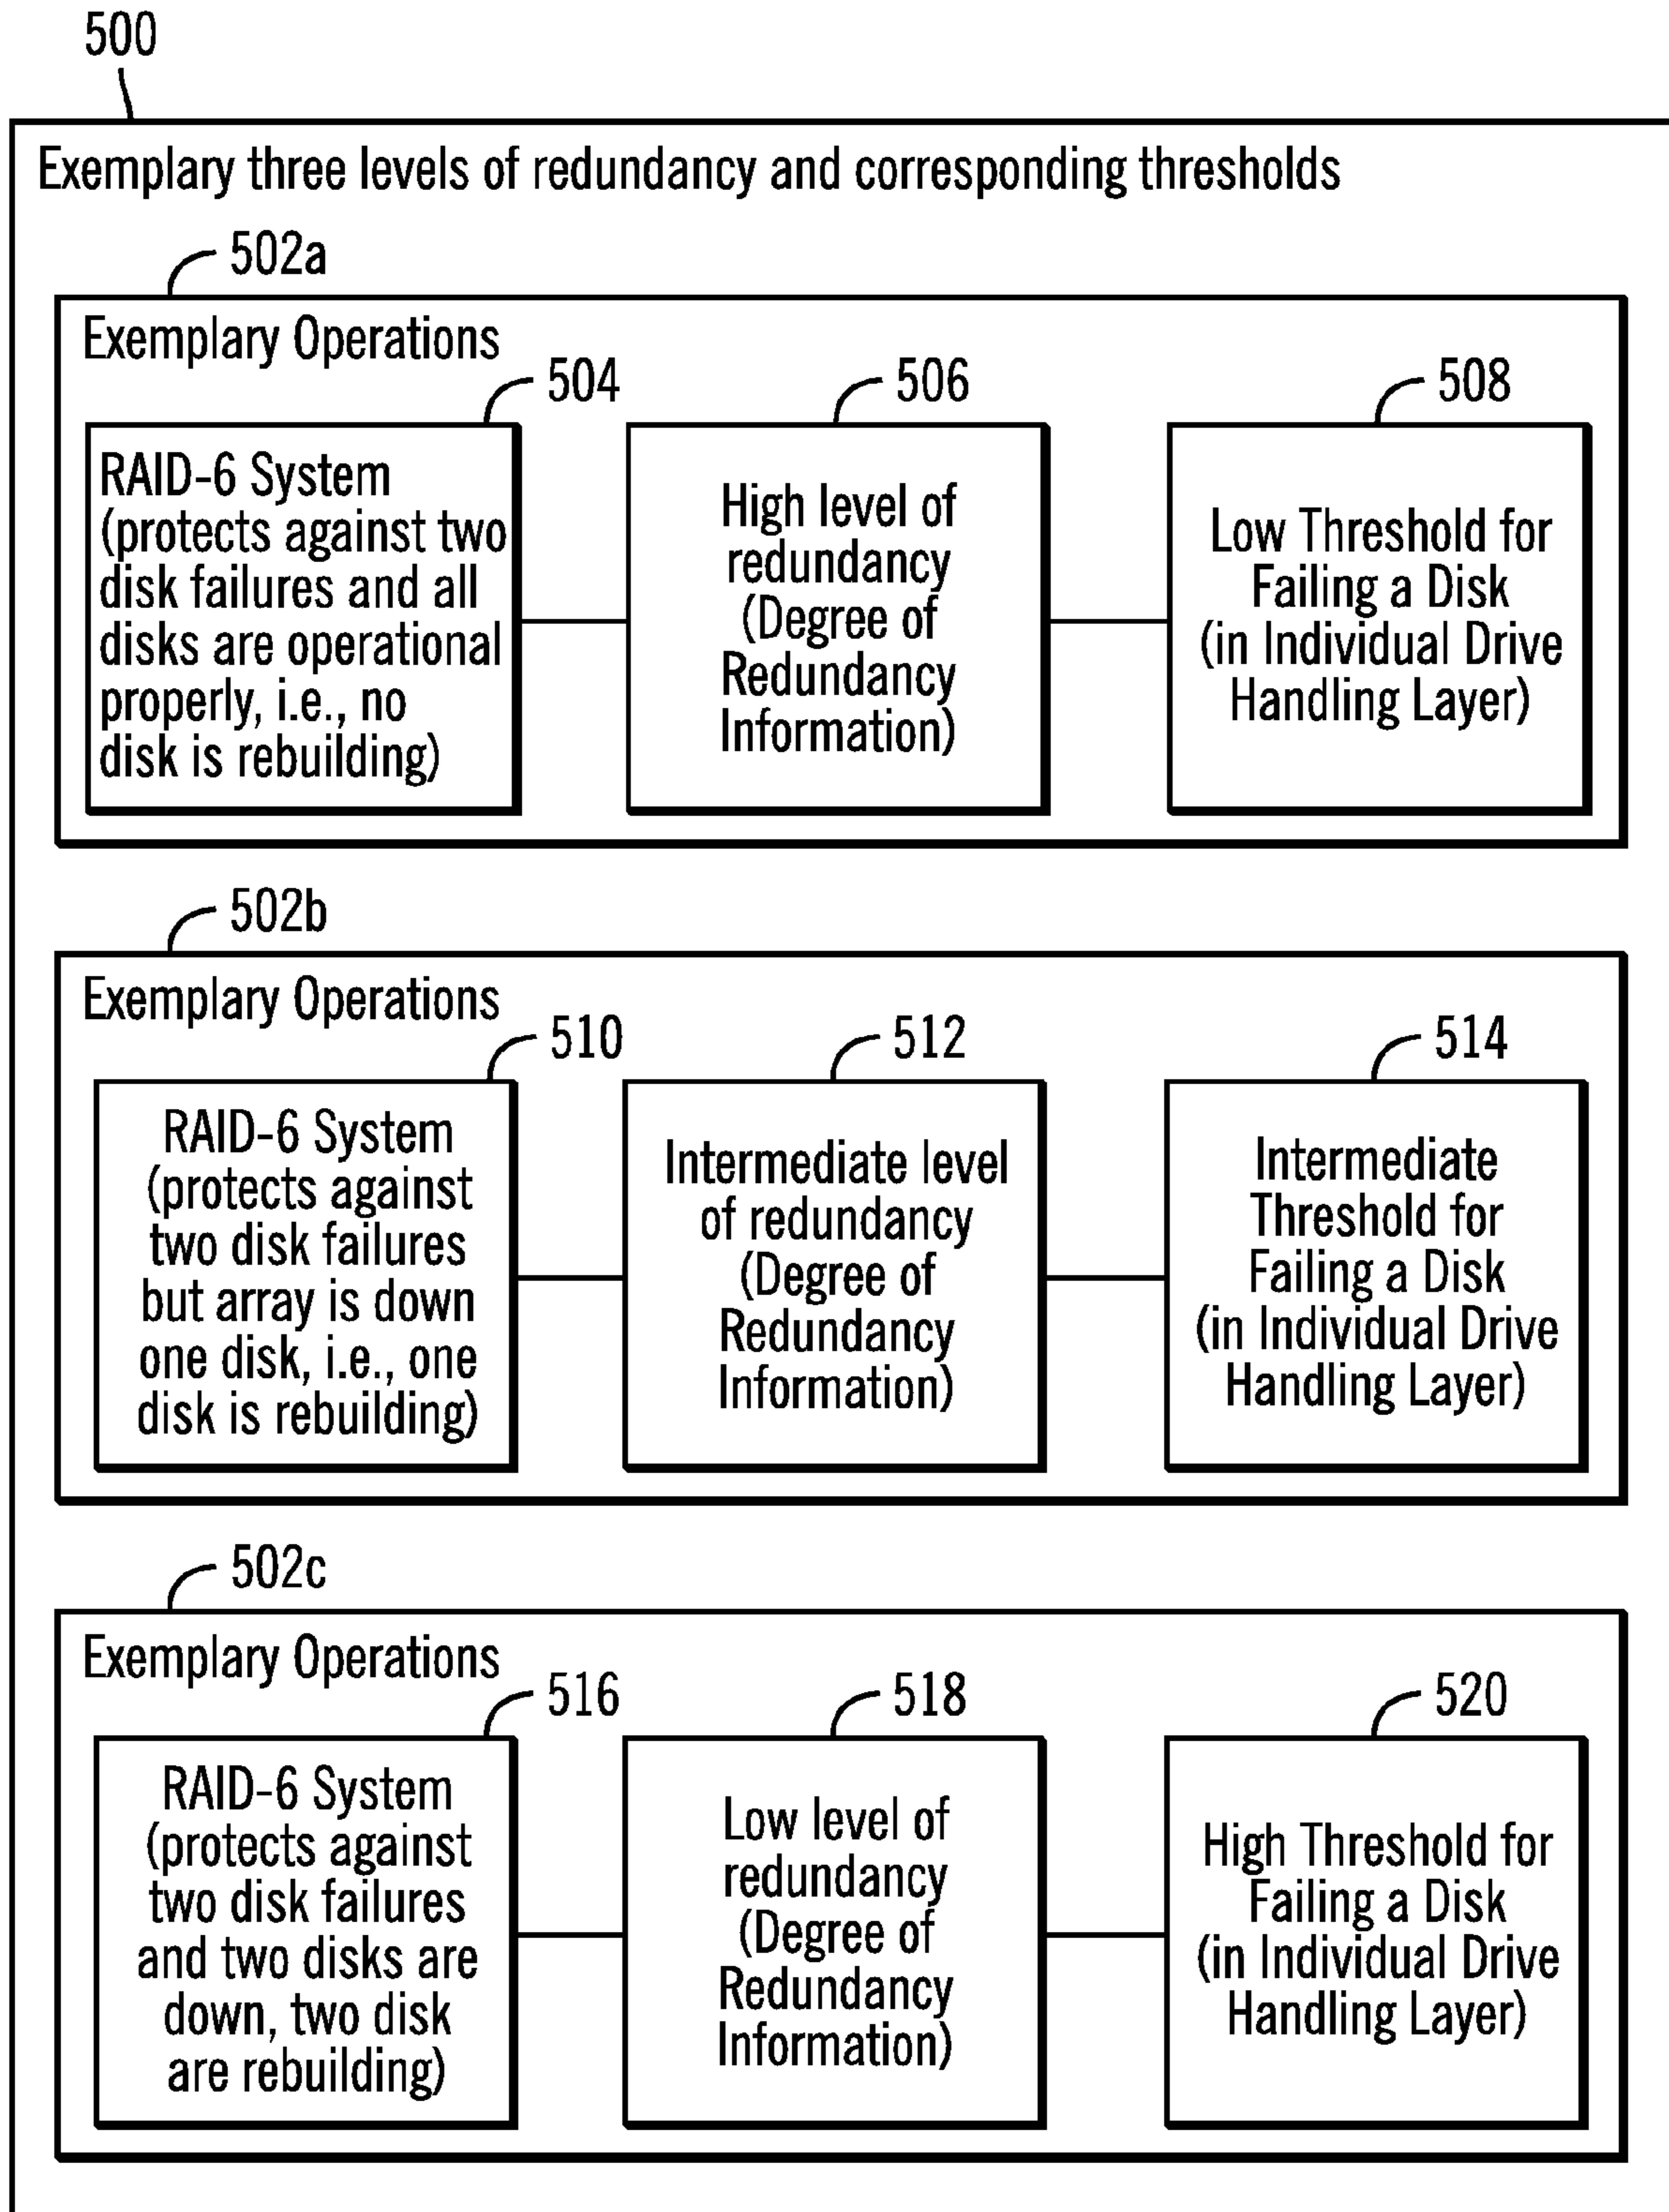 500
Exemplary three levels of redundancy and corresponding thresholds
502a
Exemplary Operations
504
RAID-6 System
(protects against two
disk failures and all
disks are operational
properly, i.e., no
disk is rebuilding)
506
High level of
redundancy
(Degree of
Redundancy
Information)
508
Low Threshold for
Failing a Disk
(in Individual Drive
Handling Layer)
502b
Exemplary Operations
510
RAID-6 System
(protects against
two disk failures
but array is down
one disk, i.e., one
disk is rebuilding)
512
Intermediate level
of redundancy
(Degree of
Redundancy
Information)
514
Intermediate
Threshold for
Failing a Disk
(in Individual Drive
Handling Layer)
502c
Exemplary Operations
516
RAID-6 System
(protects against
two disk failures
and two disks are
down, two disk
are rebuilding)
518
Low level of
redundancy
(Degree of
Redundancy
Information)
520
High Threshold for
Failing a Disk
(in Individual Drive
Handling Layer)